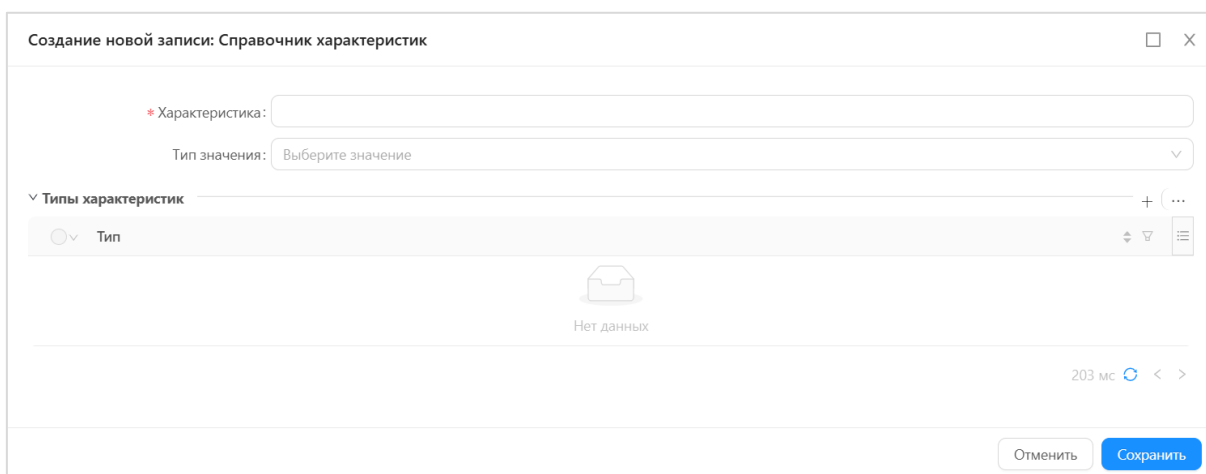 Создание новой записи: Справочник характеристик
* Характеристика:
Тип значения: Выберите значение
Типы характеристик
Тип
Нет данных
203 мс
Отменить Сохранить